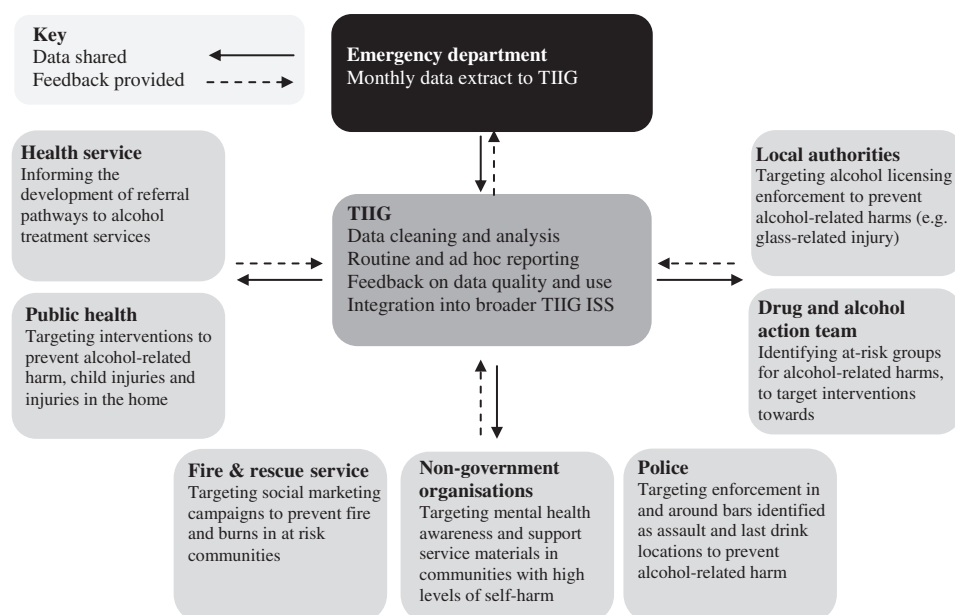 Key
Data shared
Feedback provided
Emergency department
Monthly data extract to TIIG
Health service
Informing the
development of referral
pathways to alcohol
treatment services
Local authorities
Targeting alcohol licensing
enforcement to prevent
alcohol-related harms (e.g.
glass-related injury)
TIIG
Data cleaning and analysis
Routine and ad hoc reporting
Feedback on data quality and use
Integration into broader TIIG ISS
Public health
Targeting interventions to
prevent alcohol-related
harm, child injuries and
injuries in the home
Drug and alcohol
action team
Identifying at-risk groups
for alcohol-related harms,
to target interventions
towards
Fire & rescue service
Targeting social marketing
campaigns to prevent fire
and burns in at risk
communities
Non-government
organisations
Targeting mental health
awareness and support
service materials in
communities with high
levels of self-harm
Police
Targeting enforcement in
and around bars identified
as assault and last drink
locations to prevent
alcohol-related harm